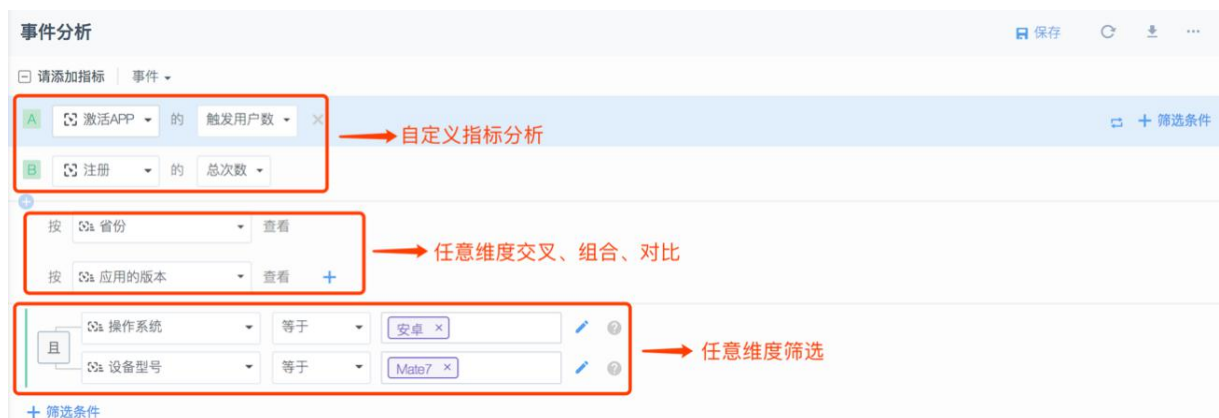 事件分析 保存 ...
请添加指标 事件
A 激活APP 的 触发用户数 × 筛选条件
自定义指标分析
B 注册 的 总次数
按 省份 查看
任意维度交叉、组合、对比
按 应用的版本 查看
操作系统 等于 安卓 ×
且
任意维度筛选
设备型号 等于 Mate7 ×
筛选条件